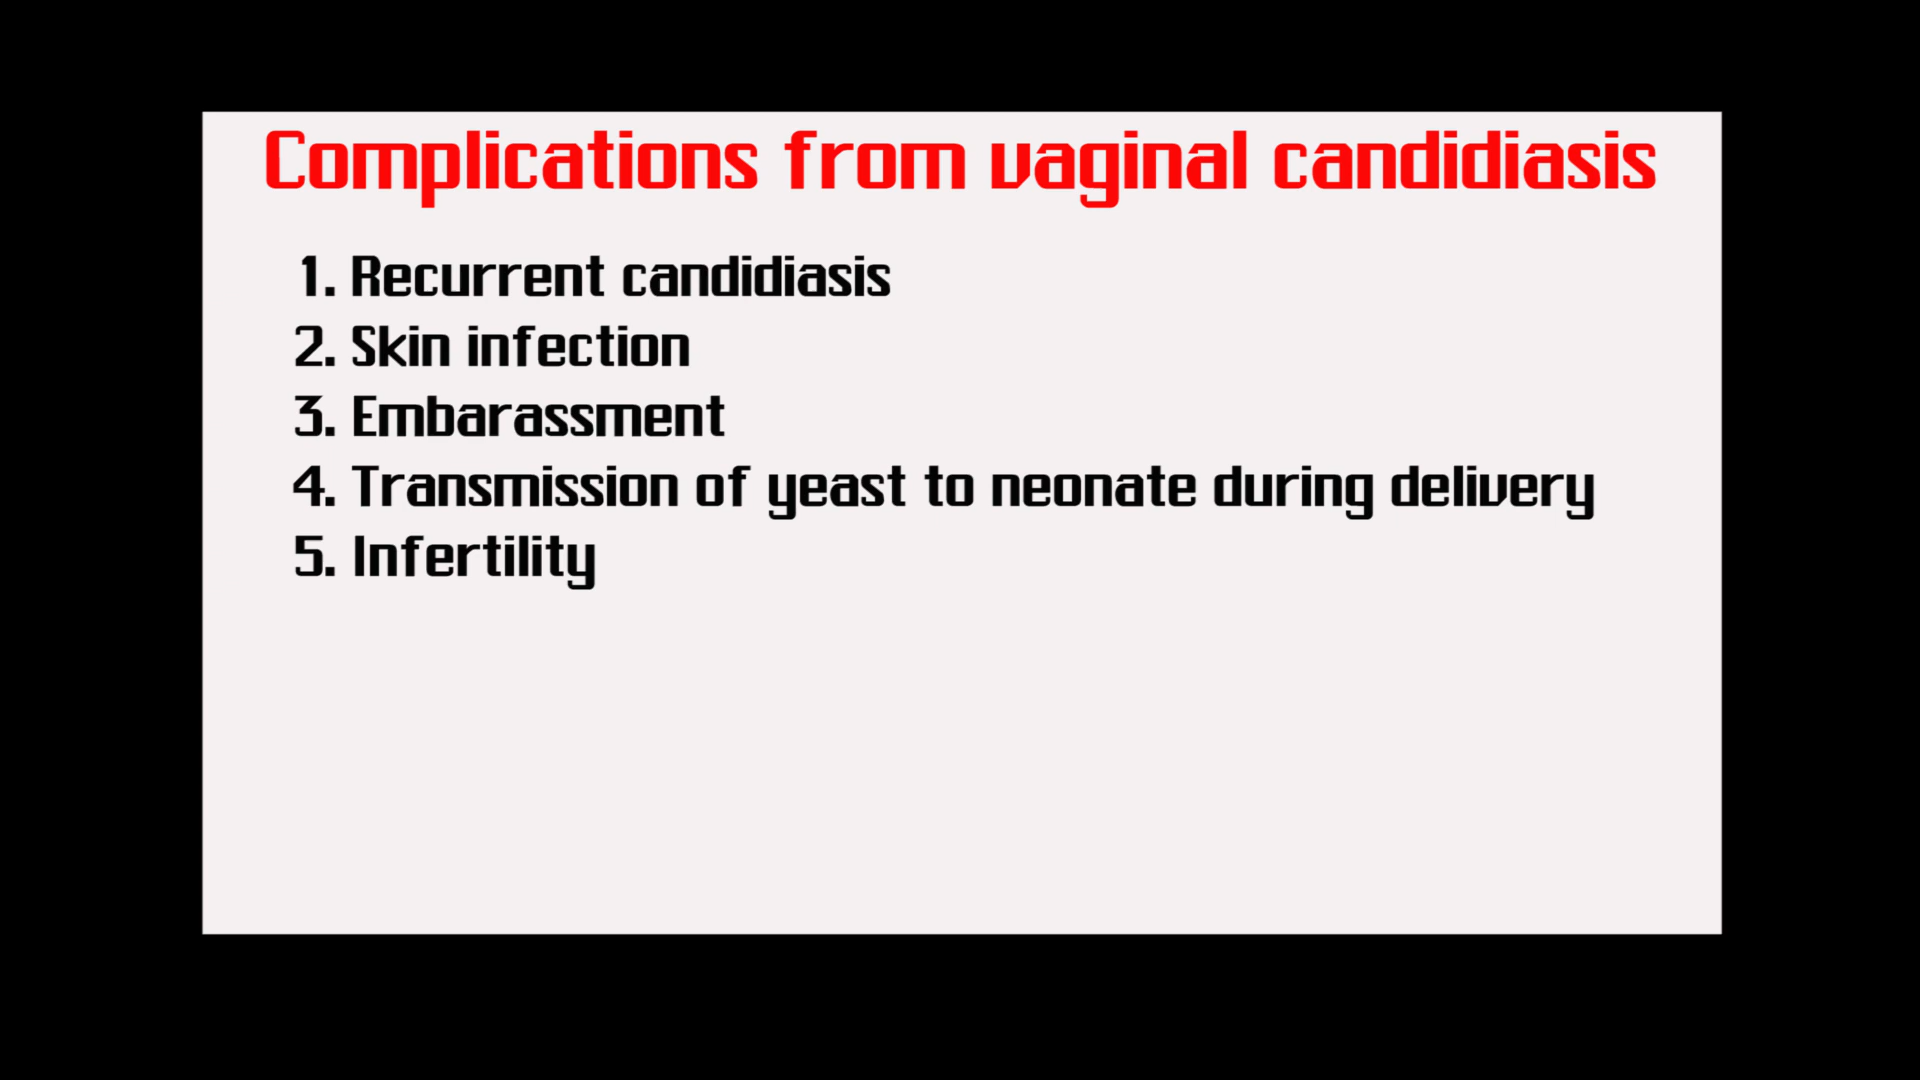 Complications from vaginal candidiasis
1. Recurrent candidiasis
2. Skin infection
3. Embarassment
4. Transmission of yeast to neonate during delivery
5. Infertility